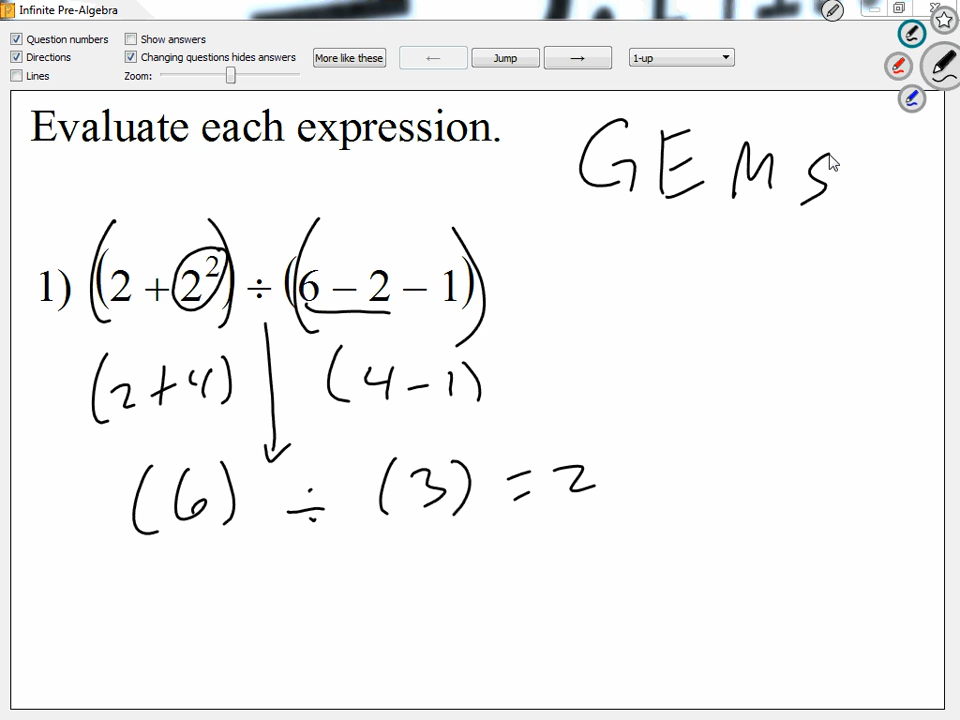 Infinite Pre-Algebra
Question numbers Show answers
Directions Changing questions hides answers More like these ← Jump → 1-up
Lines Zoom:
Evaluate each expression. GEMS
1) (2 + 2²) ÷ (6 − 2 − 1)
(2+4) (4-1)
(6) ÷ (3) = 2